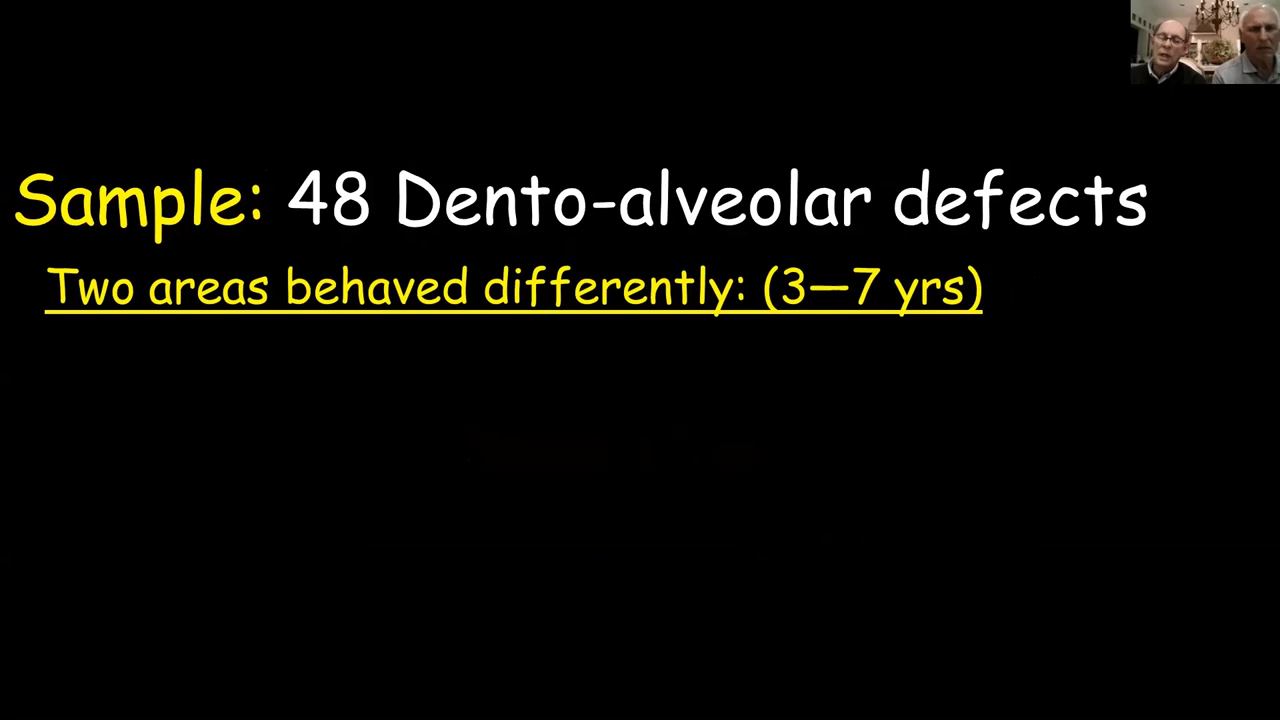 Sample: 48 Dento-alveolar defects
Two areas behaved differently: (3—7 yrs)